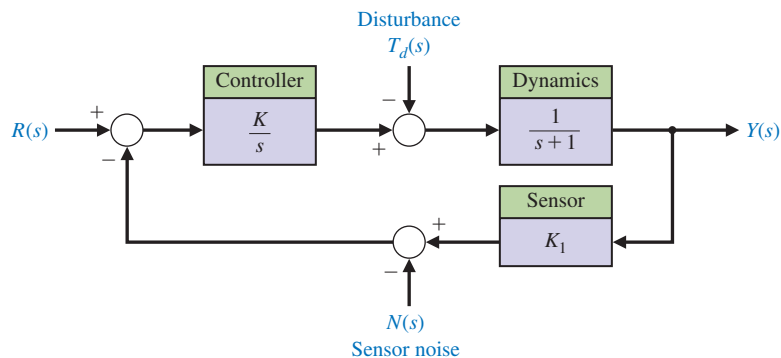 Disturbance
T_d(s)
Controller
Dynamics
+
−
R(s)
K
s
+
1
s + 1
Y(s)
−
Sensor
+
K_1
−
N(s)
Sensor noise